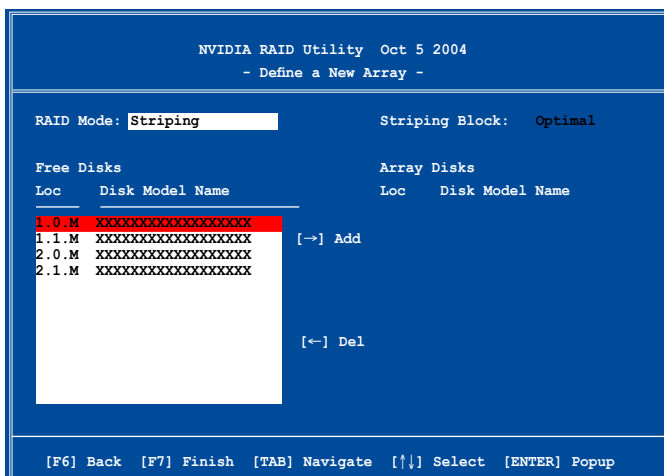 NVIDIA RAID Utility Oct 5 2004
- Define a New Array -
RAID Mode: Striping Striping Block: Optimal
Free Disks Array Disks
Loc Disk Model Name Loc Disk Model Name
1.0.M XXXXXXXXXXXXXXXXXX
1.1.M XXXXXXXXXXXXXXXXXX [→] Add
2.0.M XXXXXXXXXXXXXXXXXX
2.1.M XXXXXXXXXXXXXXXXXX
[←] Del
[F6] Back [F7] Finish [TAB] Navigate [↑↓] Select [ENTER] Popup